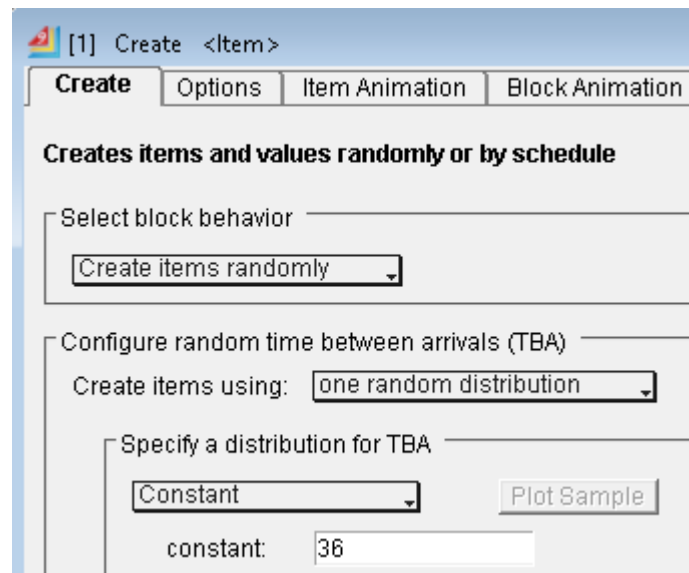 [1] Create <Item>
Create Options Item Animation Block Animation
Creates items and values randomly or by schedule
Select block behavior
Create items randomly
Configure random time between arrivals (TBA)
Create items using: one random distribution
Specify a distribution for TBA
Constant Plot Sample
constant: 36